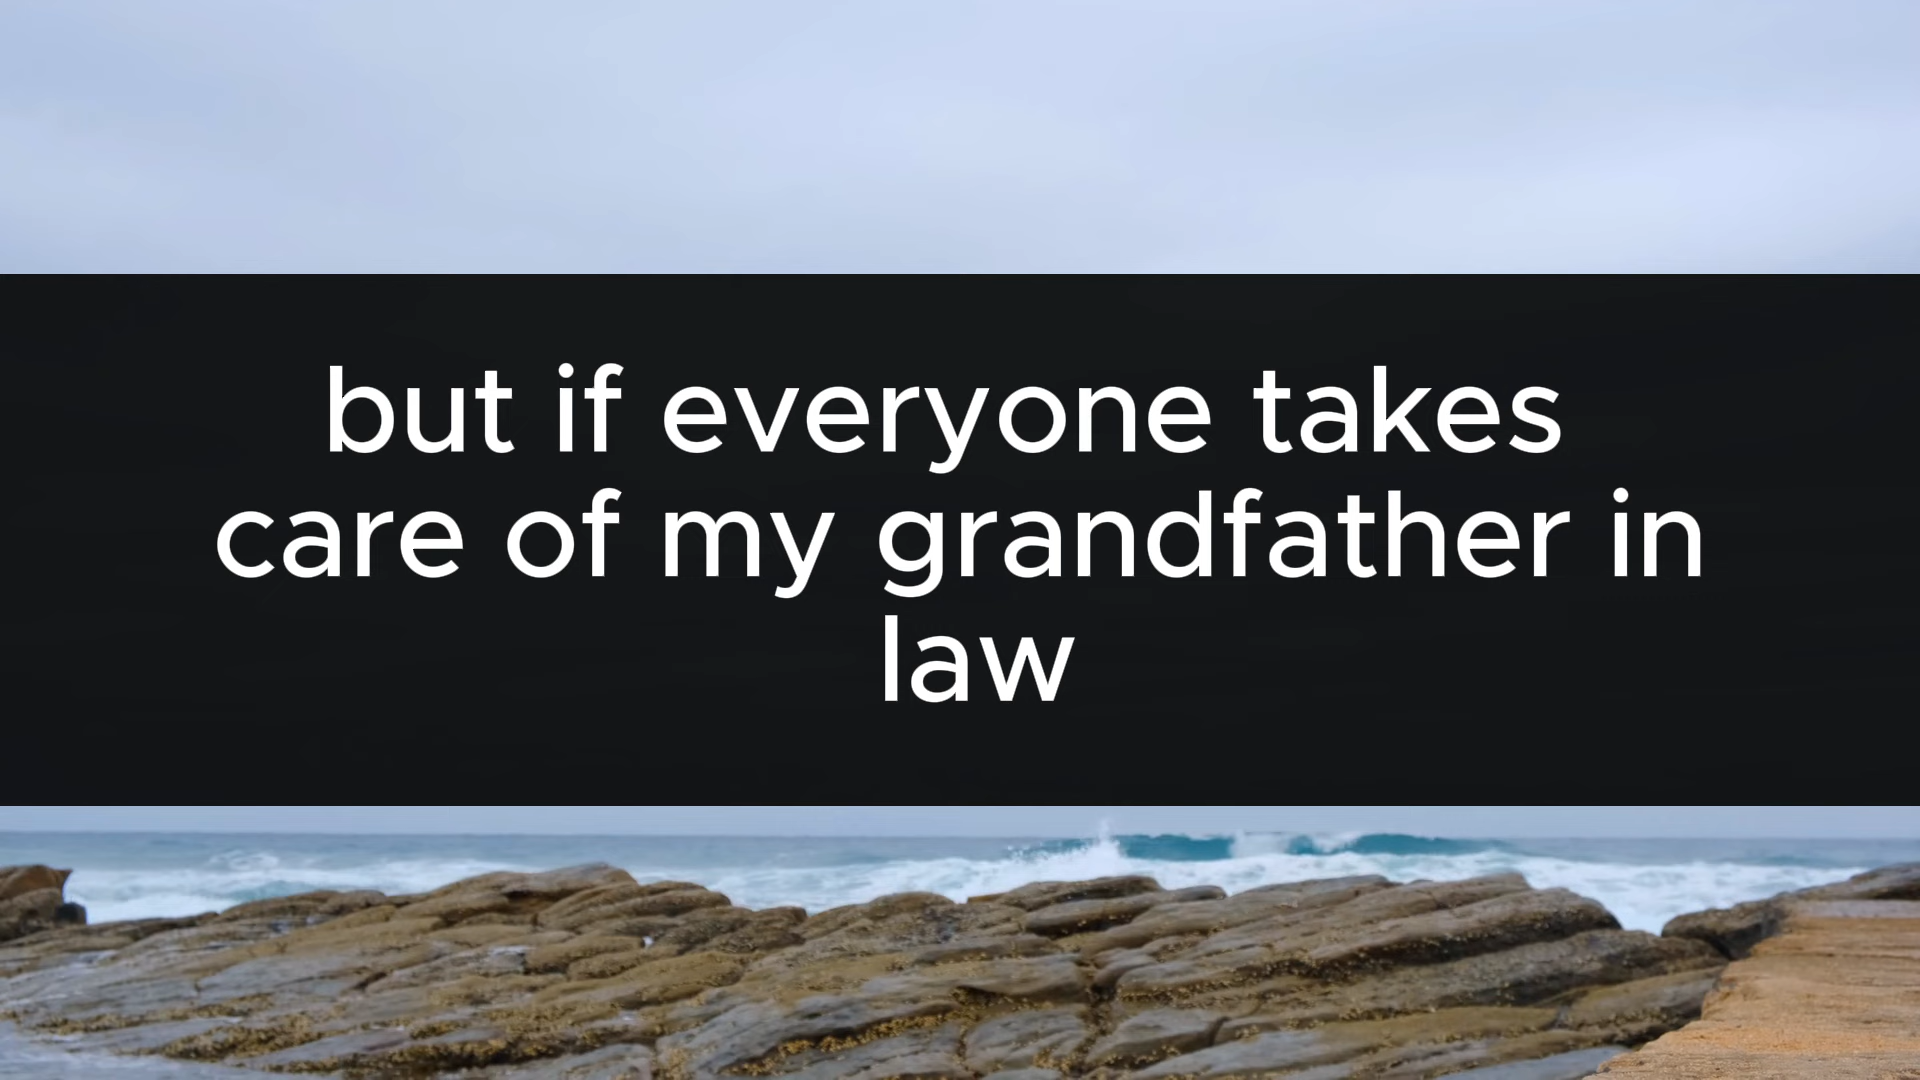 but if everyone takes
care of my grandfather in
law